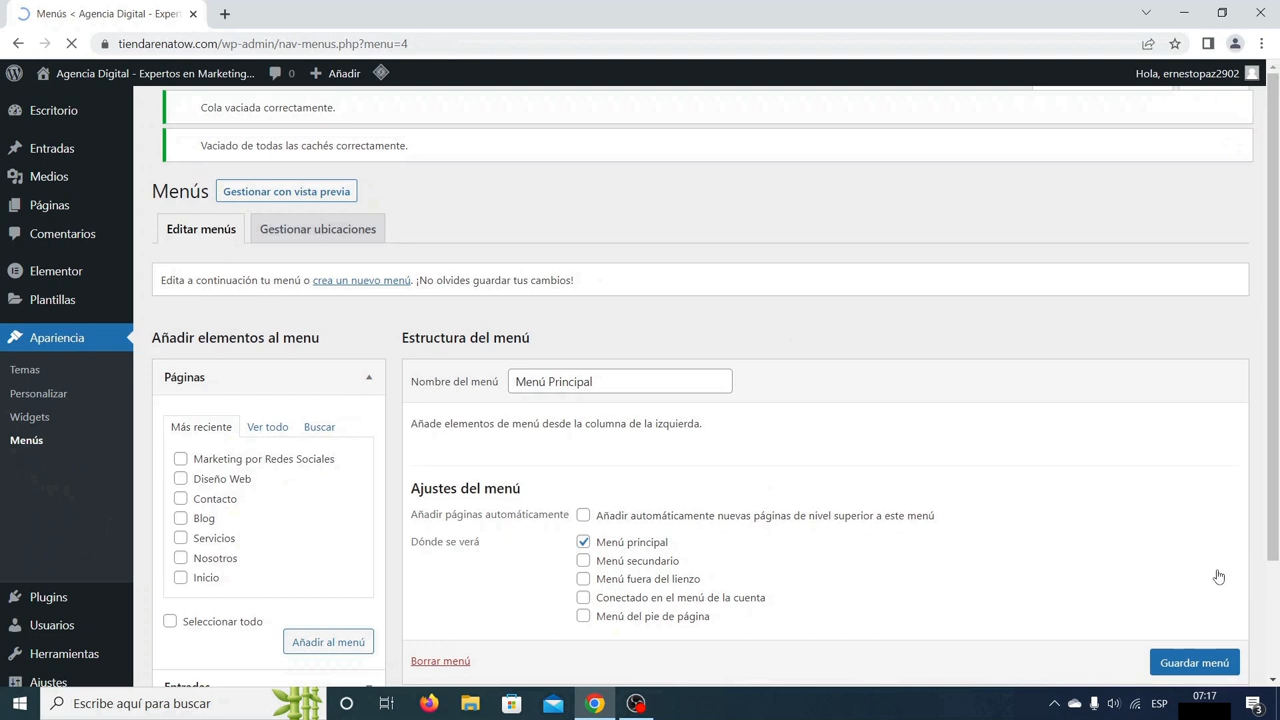 Menús < Agencia Digital - Expertos en
tiendarenatow.com/wp-admin/nav-menus.php?menu=4
Agencia Digital - Expertos en Marketing...
0
Añadir
Hola, ernestopaz2902
Escritorio
Entradas
Medios
Páginas
Comentarios
Elementor
Plantillas
Apariencia
Temas
Personalizar
Widgets
Menús
Plugins
Usuarios
Herramientas
Ajustes
Cola vaciada correctamente.
Vaciado de todas las cachés correctamente.
Menús
Gestionar con vista previa
Editar menús
Gestionar ubicaciones
Edita a continuación tu menú o crea un nuevo menú. ¡No olvides guardar tus cambios!
Añadir elementos al menu
Páginas
Más reciente
Ver todo
Buscar
Marketing por Redes Sociales
Diseño Web
Contacto
Blog
Servicios
Nosotros
Inicio
Seleccionar todo
Añadir al menú
Entradas
Estructura del menú
Nombre del menú
Menú Principal
Añade elementos de menú desde la columna de la izquierda.
Ajustes del menú
Añadir páginas automáticamente
Añadir automáticamente nuevas páginas de nivel superior a este menú
Dónde se verá
Menú principal
Menú secundario
Menú fuera del lienzo
Conectado en el menú de la cuenta
Menú del pie de página
Borrar menú
Guardar menú
Escribe aquí para buscar
ESP
07:17
3